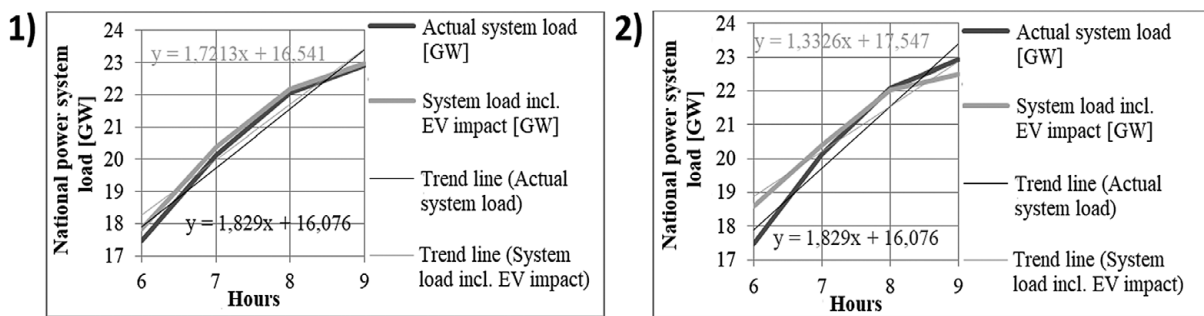 1)
National power system
load [GW]
24
23
22
21
20
19
18
17
y = 1,7213x + 16,541
y = 1,829x + 16,076
6
7
8
9
Hours
Actual system load
[GW]
System load incl.
EV impact [GW]
Trend line (Actual
system load)
Trend line (System
load incl. EV impact)
2)
National power system
load [GW]
24
23
22
21
20
19
18
17
y = 1,3326x + 17,547
y = 1,829x + 16,076
6
7
8
9
Hours
Actual system load
[GW]
System load incl.
EV impact [GW]
Trend line (Actual
system load)
Trend line (System
load incl. EV impact)